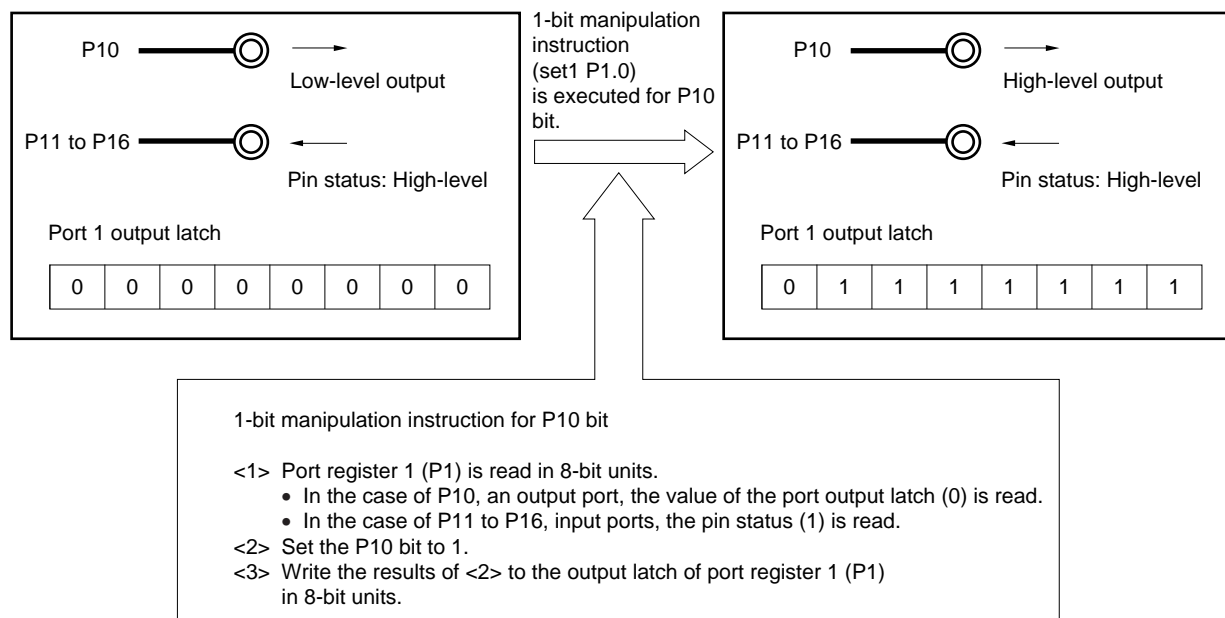 P10
Low-level output
P11 to P16
Pin status: High-level
Port 1 output latch
0 0 0 0 0 0 0 0
1-bit manipulation
instruction
(set1 P1.0)
is executed for P10
bit.
P10
High-level output
P11 to P16
Pin status: High-level
Port 1 output latch
0 1 1 1 1 1 1 1
1-bit manipulation instruction for P10 bit
<1> Port register 1 (P1) is read in 8-bit units.
• In the case of P10, an output port, the value of the port output latch (0) is read.
• In the case of P11 to P16, input ports, the pin status (1) is read.
<2> Set the P10 bit to 1.
<3> Write the results of <2> to the output latch of port register 1 (P1)
in 8-bit units.